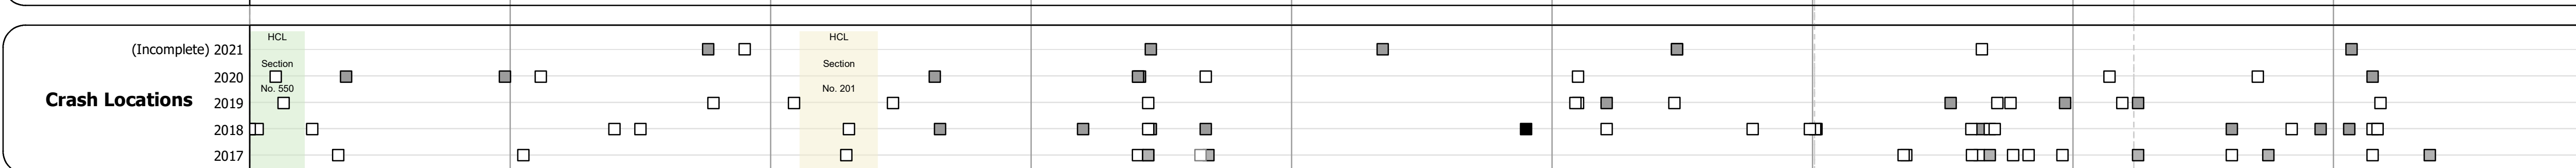 HCL
HCL
(Incomplete) 2021
Section
Section
2020
No. 550
No. 201
Crash Locations
2019
2018
2017